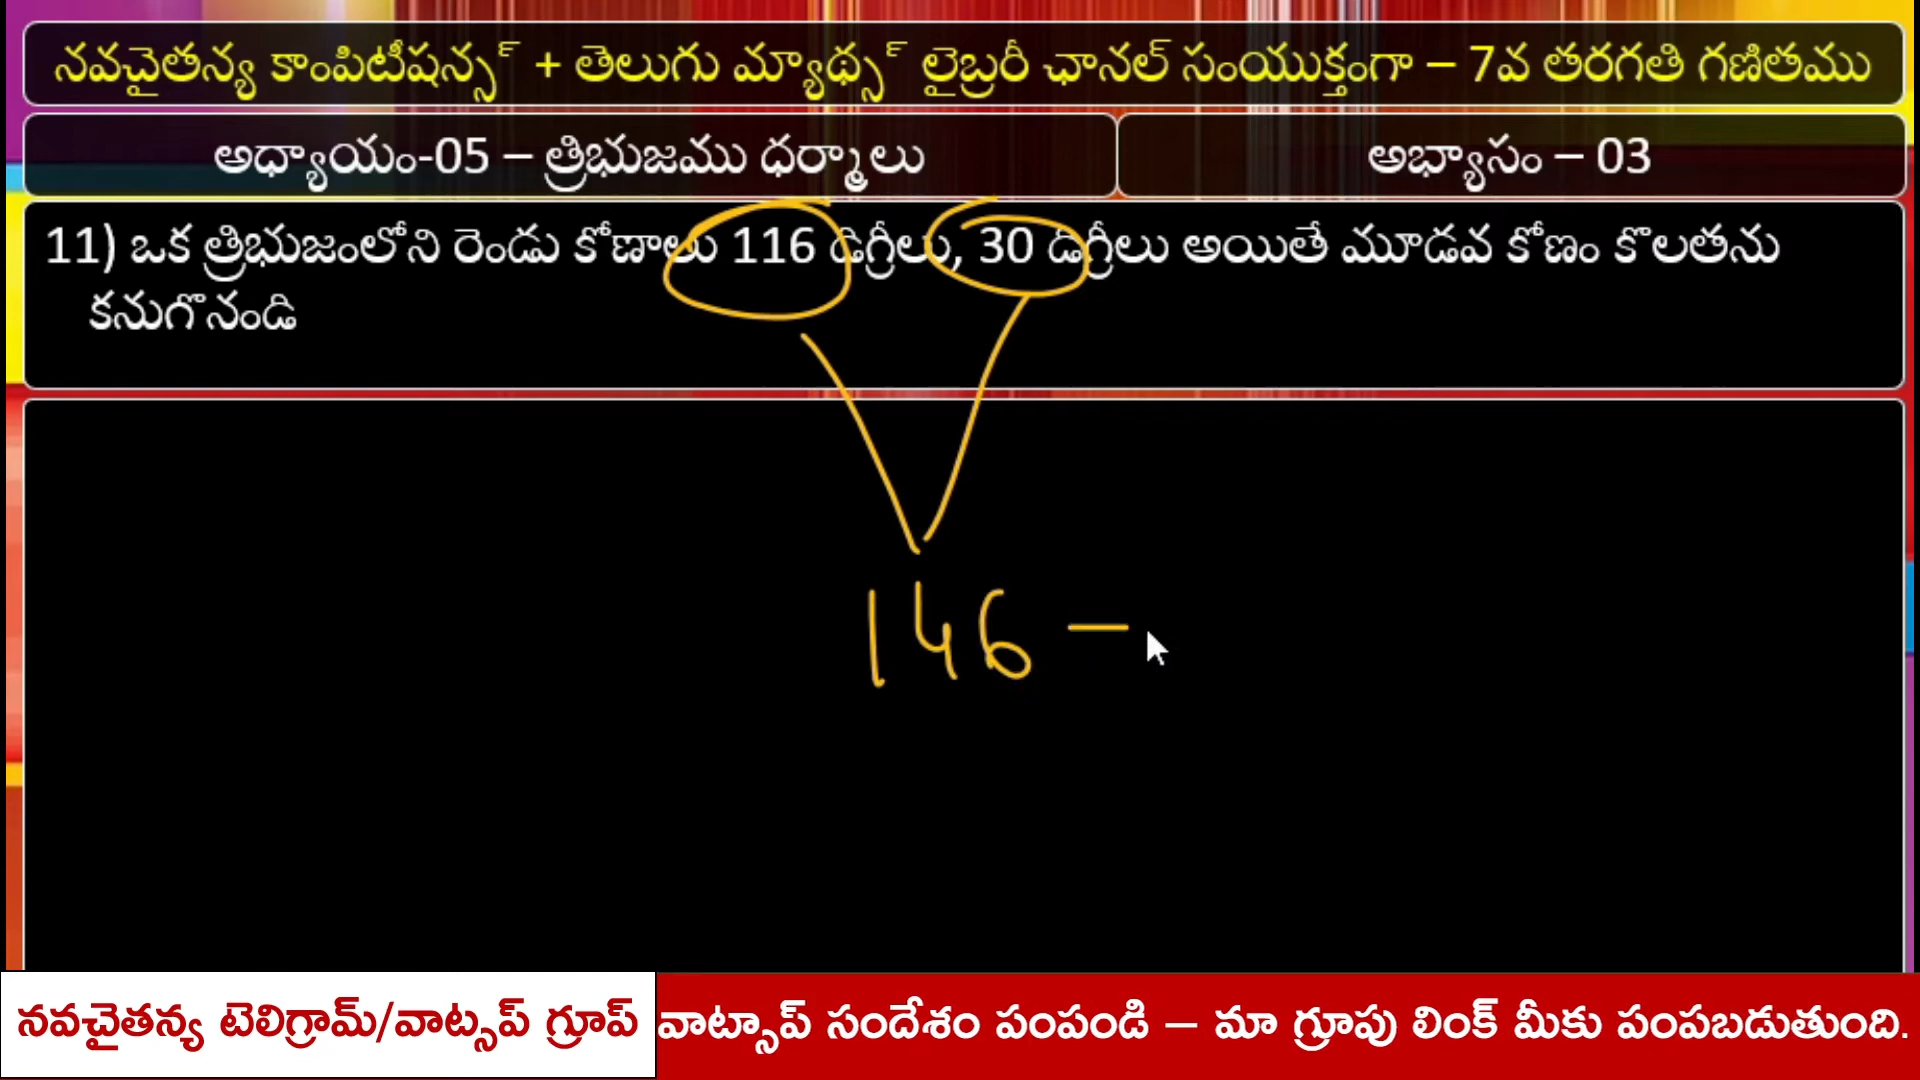 నవచైతన్య కాంపిటీషన్స్ + తెలుగు మ్యాథ్స్ లైబ్రరీ ఛానల్ సంయుక్తంగా – 7వ తరగతి గణితము
అధ్యాయం-05 – త్రిభుజము ధర్మాలు
అభ్యాసం – 03
11) ఒక త్రిభుజంలోని రెండు కోణాలు 116 డిగ్రీలు, 30 డిగ్రీలు అయితే మూడవ కోణం కొలతను
కనుగొనండి
146 –
నవచైతన్య టెలిగ్రామ్/వాట్సప్ గ్రూప్
వాట్సాప్ సందేశం పంపండి – మా గ్రూపు లింక్ మీకు పంపబడుతుంది.